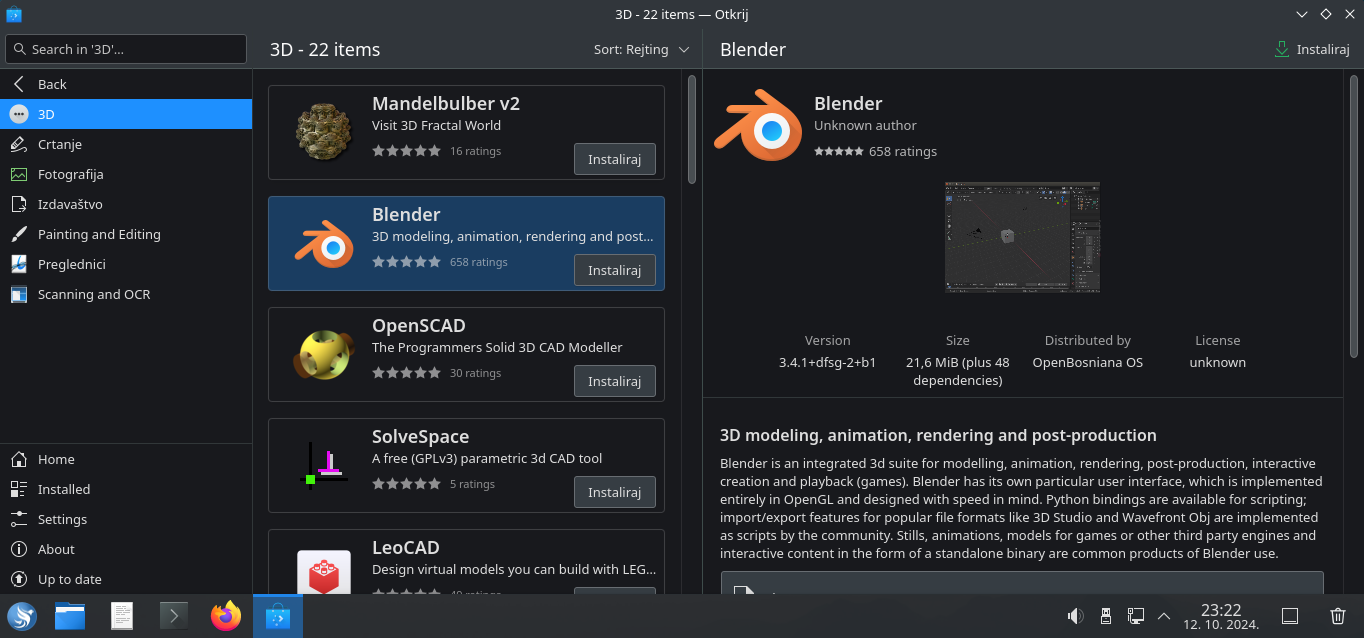 3D - 22 items — Otkrij
Search in '3D'...
3D - 22 items
Sort: Rejting
Blender
Instaliraj
Back
3D
Crtanje
Fotografija
Izdavaštvo
Painting and Editing
Preglednici
Scanning and OCR
Home
Installed
Settings
About
Up to date
Mandelbulber v2
Visit 3D Fractal World
16 ratings
Instaliraj
Blender
3D modeling, animation, rendering and post...
658 ratings
Instaliraj
OpenSCAD
The Programmers Solid 3D CAD Modeller
30 ratings
Instaliraj
SolveSpace
A free (GPLv3) parametric 3d CAD tool
5 ratings
Instaliraj
LeoCAD
Design virtual models you can build with LEG...
Blender
Unknown author
658 ratings
Version
3.4.1+dfsg-2+b1
Size
21,6 MiB (plus 48
dependencies)
Distributed by
OpenBosniana OS
License
unknown
3D modeling, animation, rendering and post-production
Blender is an integrated 3d suite for modelling, animation, rendering, post-production, interactive
creation and playback (games). Blender has its own particular user interface, which is implemented
entirely in OpenGL and designed with speed in mind. Python bindings are available for scripting;
import/export features for popular file formats like 3D Studio and Wavefront Obj are implemented
as scripts by the community. Stills, animations, models for games or other third party engines and
interactive content in the form of a standalone binary are common products of Blender use.
23:22
12. 10. 2024.